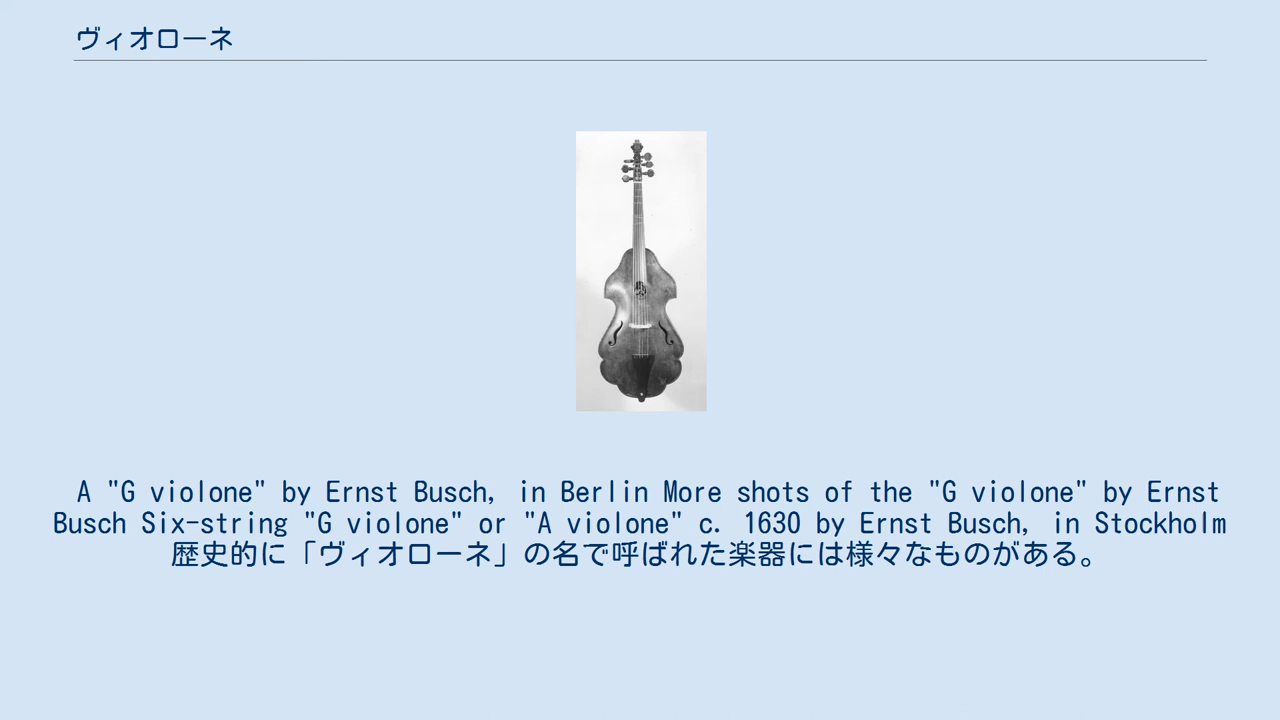 ヴィオローネ
A "G violone" by Ernst Busch, in Berlin More shots of the "G violone" by Ernst
Busch Six-string "G violone" or "A violone" c. 1630 by Ernst Busch, in Stockholm
歴史的に「ヴィオローネ」の名で呼ばれた楽器には様々なものがある。